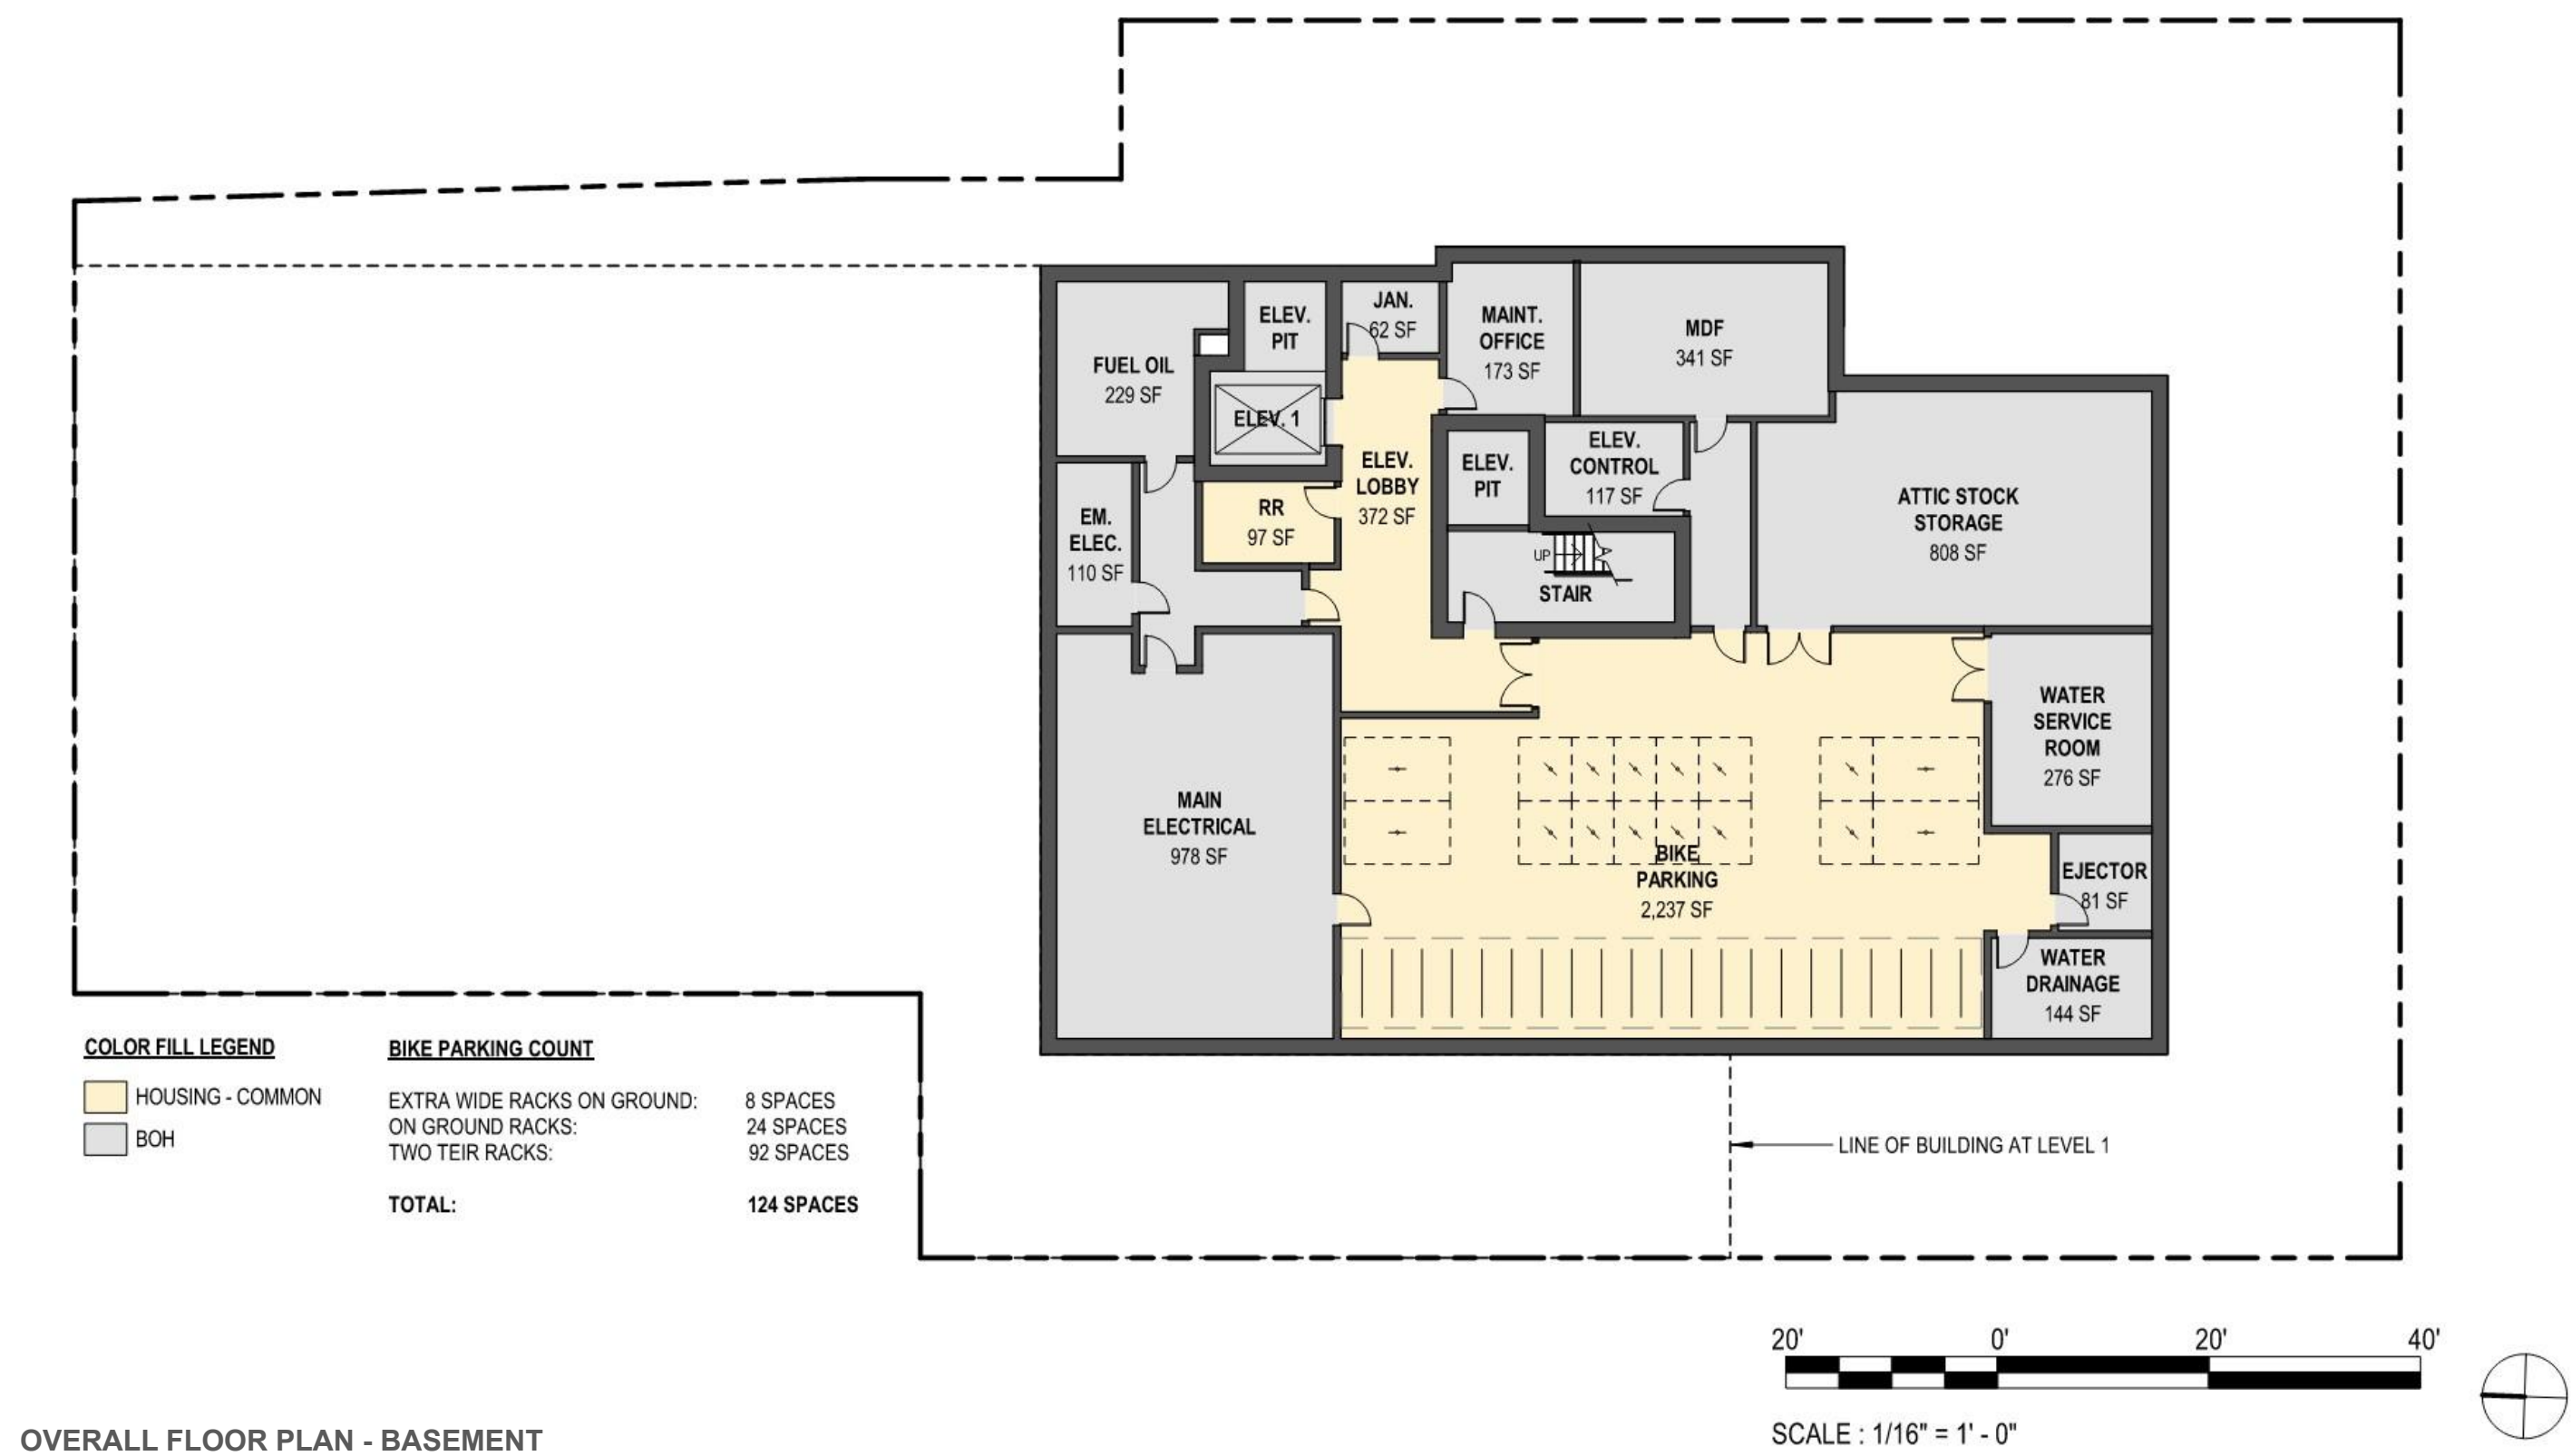 JAN.
62 SF
ELEV.
PIT
MAINT.
OFFICE
173 SF
MDF
341 SF
FUEL OIL
229 SF
ELEV. 1
ELEV.
LOBBY
372 SF
ELEV.
PIT
ELEV.
CONTROL
117 SF
ATTIC STOCK
STORAGE
808 SF
RR
97 SF
EM.
ELEC.
110 SF
UP
STAIR
WATER
SERVICE
ROOM
276 SF
MAIN
ELECTRICAL
978 SF
BIKE
PARKING
2,237 SF
EJECTOR
81 SF
WATER
DRAINAGE
144 SF
COLOR FILL LEGEND
HOUSING - COMMON
BOH
BIKE PARKING COUNT
EXTRA WIDE RACKS ON GROUND: 8 SPACES
ON GROUND RACKS: 24 SPACES
TWO TEIR RACKS: 92 SPACES
TOTAL: 124 SPACES
LINE OF BUILDING AT LEVEL 1
20' 0' 20' 40'
SCALE : 1/16" = 1' - 0"
OVERALL FLOOR PLAN - BASEMENT